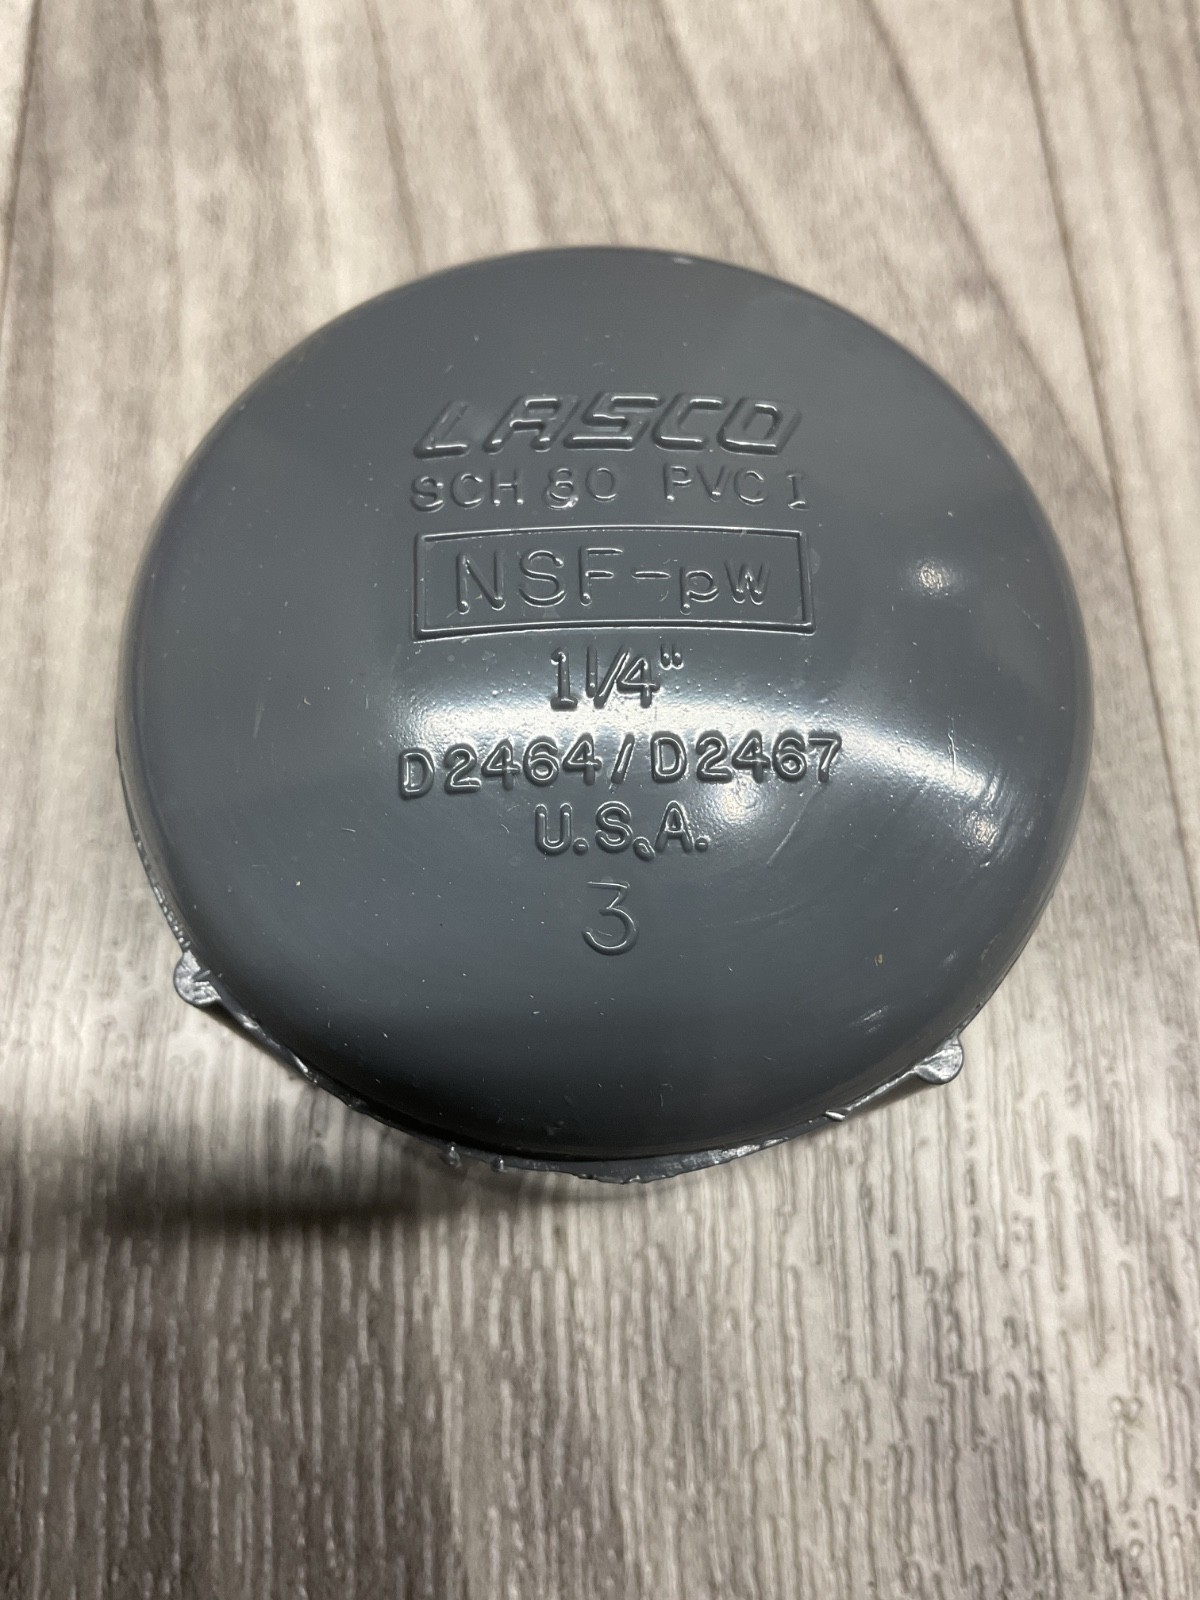 LASCO
SCH 80 PVC I
NSF-pw
1 1/4"
D2464/D2467
U.S.A.
3